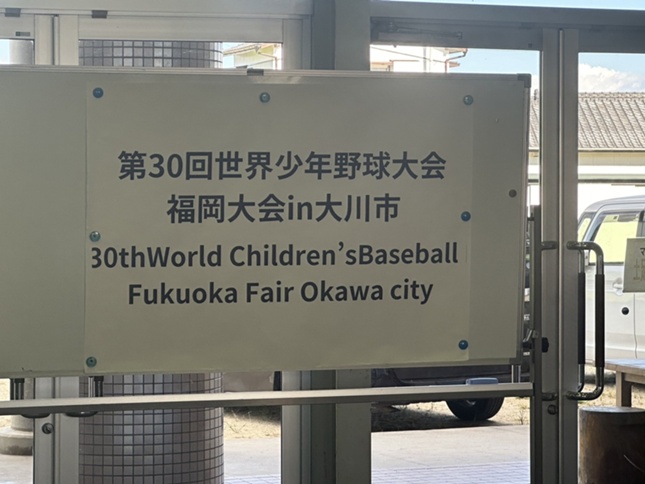 第30回世界少年野球大会
福岡大会in大川市
30thWorld Children'sBaseball
Fukuoka Fair Okawa city